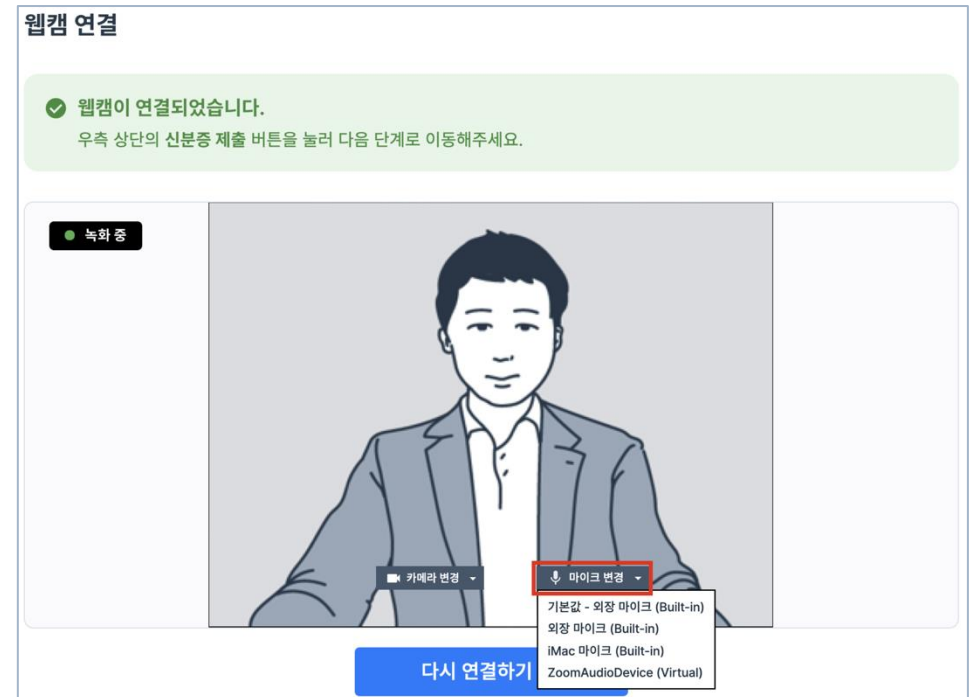 웹캠 연결
웹캠이 연결되었습니다.
우측 상단의 신분증 제출 버튼을 눌러 다음 단계로 이동해주세요.
녹화 중
카메라 변경
마이크 변경
기본값 - 외장 마이크 (Built-in)
외장 마이크 (Built-in)
iMac 마이크 (Built-in)
ZoomAudioDevice (Virtual)
다시 연결하기